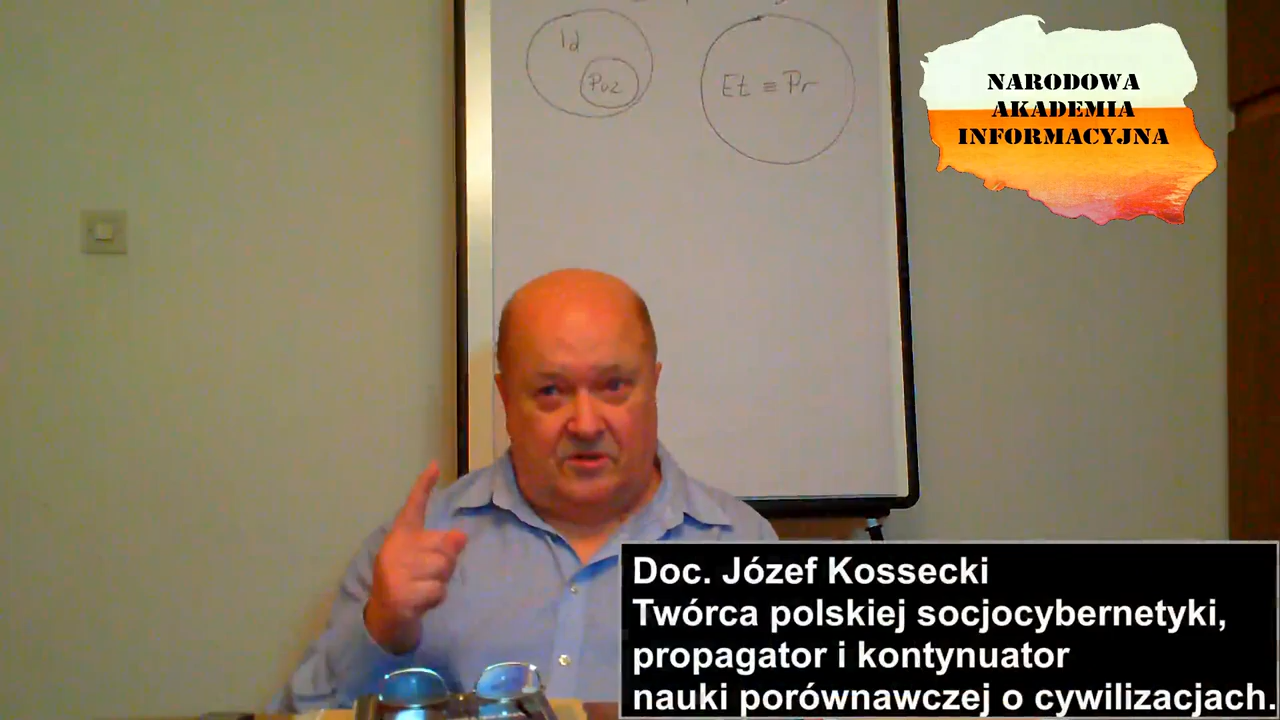 Id
Poz
Et ≡ Pr
NARODOWA
AKADEMIA
INFORMACYJNA
Doc. Józef Kossecki
Twórca polskiej socjocybernetyki,
propagator i kontynuator
nauki porównawczej o cywilizacjach.